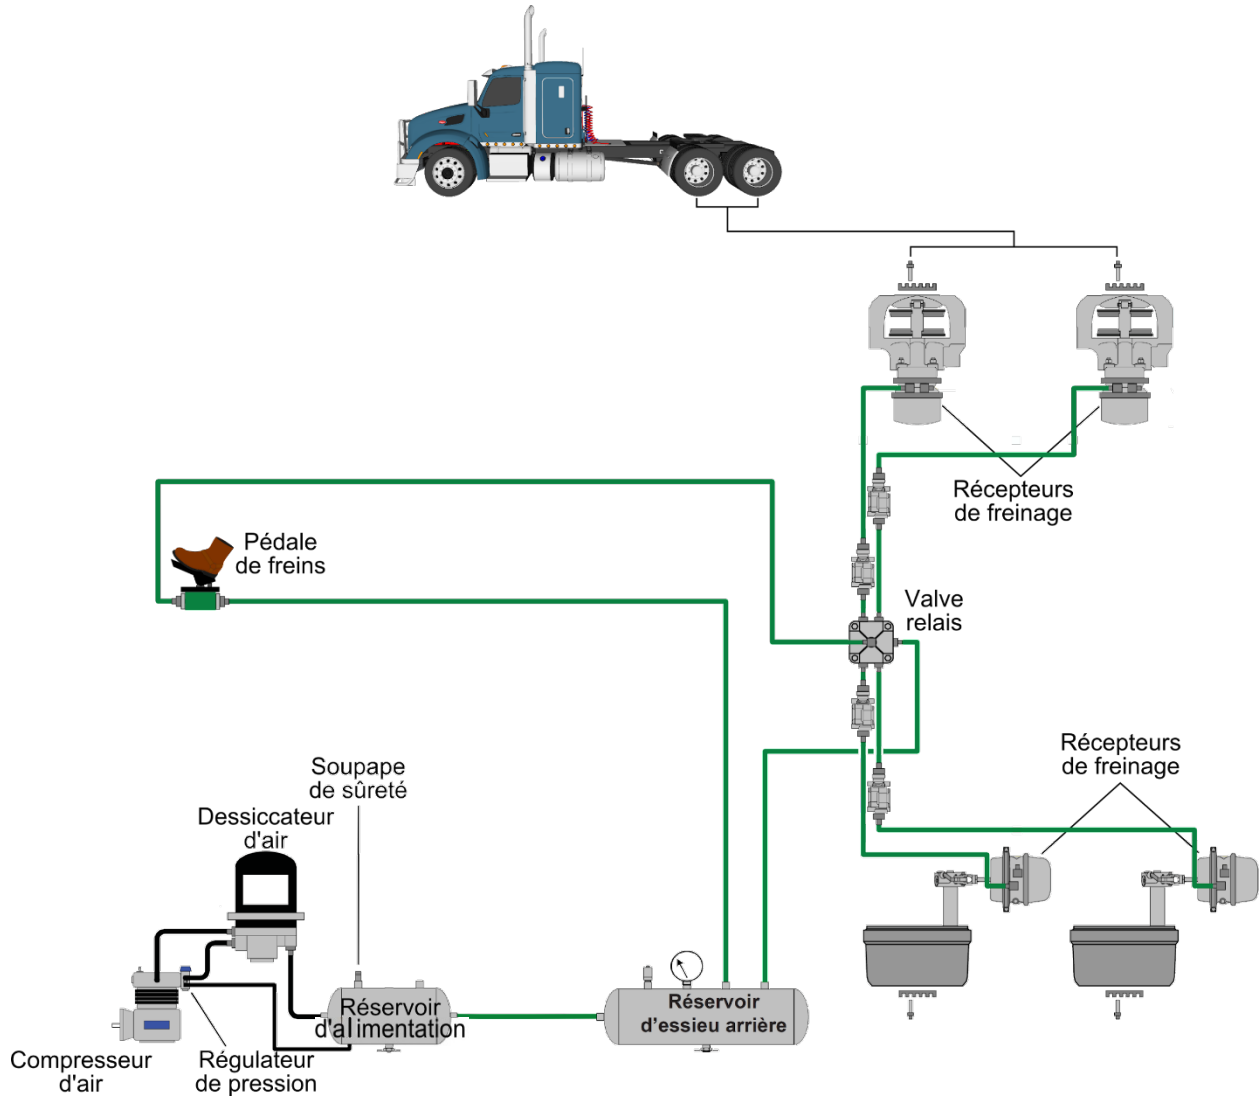 Récepteurs
de freinage
Pédale
de freins
Valve
relais
Récepteurs
de freinage
Soupape
de sûreté
Dessiccateur
d'air
Réservoir
d'alimentation
Réservoir
d'essieu arrière
Compresseur
d'air
Régulateur
de pression